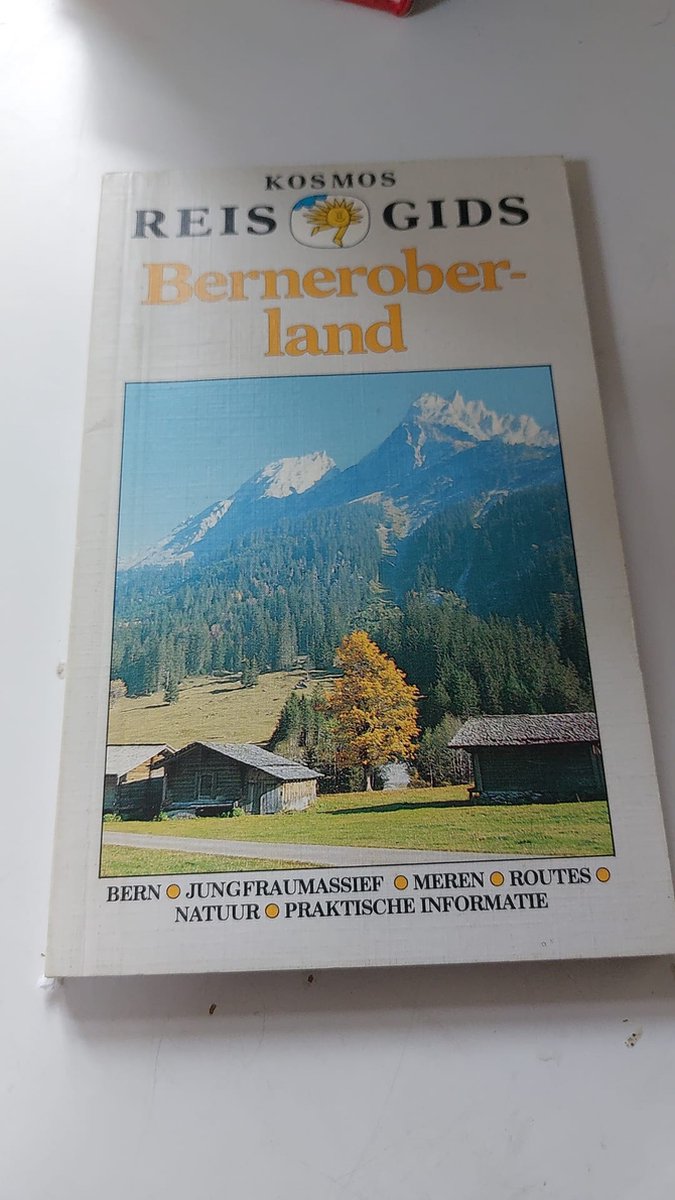 KOSMOS
REIS GIDS
Bernerober-
land
BERN ● JUNGFRAUMASSIEF ● MEREN ● ROUTES ●
NATUUR ● PRAKTISCHE INFORMATIE